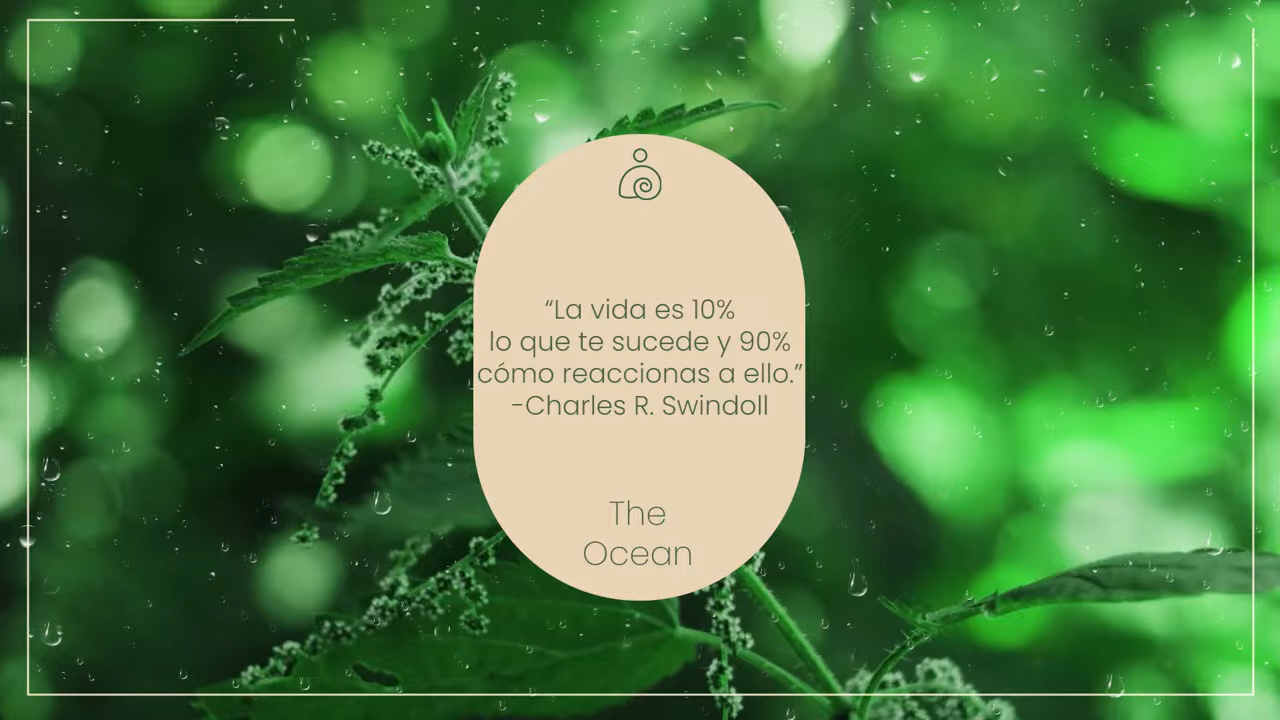 “La vida es 10%
lo que te sucede y 90%
cómo reaccionas a ello.”
-Charles R. Swindoll
The
Ocean